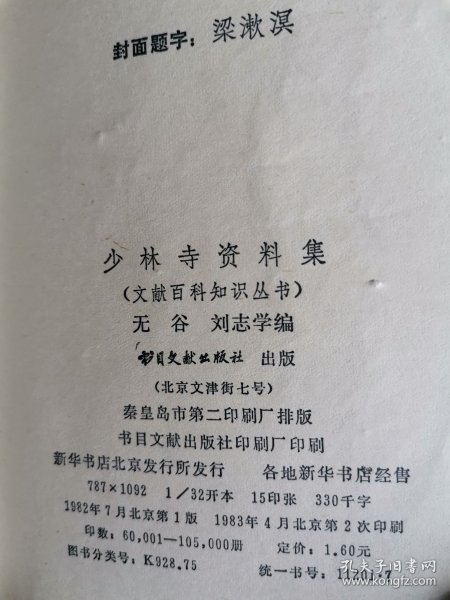 封面题字：梁漱溟
少林寺资料集
（文献百科知识丛书）
无谷 刘志学编
书目文献出版社 出版
（北京文津街七号）
秦皇岛市第二印刷厂排版
书目文献出版社印刷厂印刷
新华书店北京发行所发行 各地新华书店经售
787×1092 1/32开本 15印张 330千字
1982年7月北京第1版 1983年4月北京第2次印刷
印数：60,001—105,000册 定价：1.60元
图书分类号：K928.75 统一书号：11201·7
孔夫子旧书网